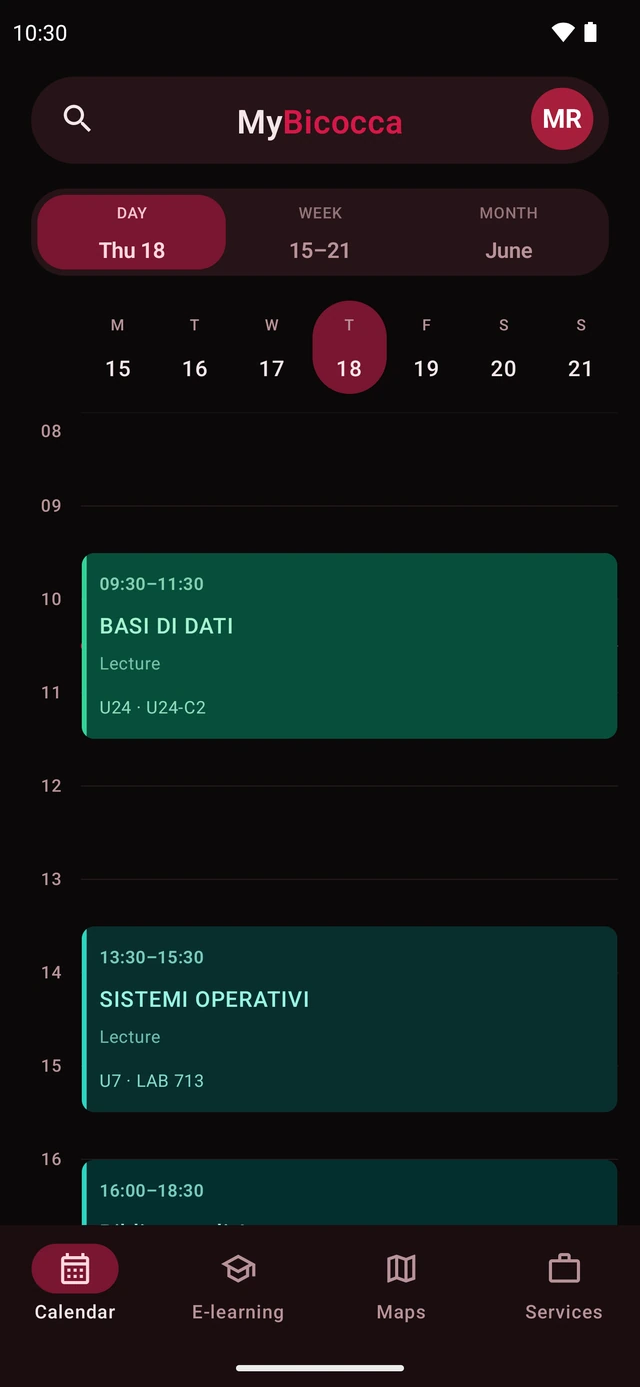 10:30
MyBicocca
MR
DAY
Thu 18
WEEK
15–21
MONTH
June
M T W T F S S
15 16 17 18 19 20 21
08
09
09:30–11:30
10
BASI DI DATI
Lecture
11
U24 · U24-C2
12
13
13:30–15:30
14
SISTEMI OPERATIVI
Lecture
15
U7 · LAB 713
16
16:00–18:30
Calendar
E-learning
Maps
Services